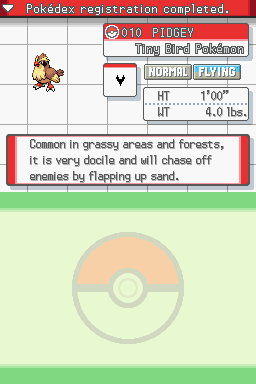 Pokédex registration completed.
010 PIDGEY
Tiny Bird Pokémon
NORMAL FLYING
HT 1'00"
WT 4.0 lbs.
Common in grassy areas and forests,
it is very docile and will chase off
enemies by flapping up sand.